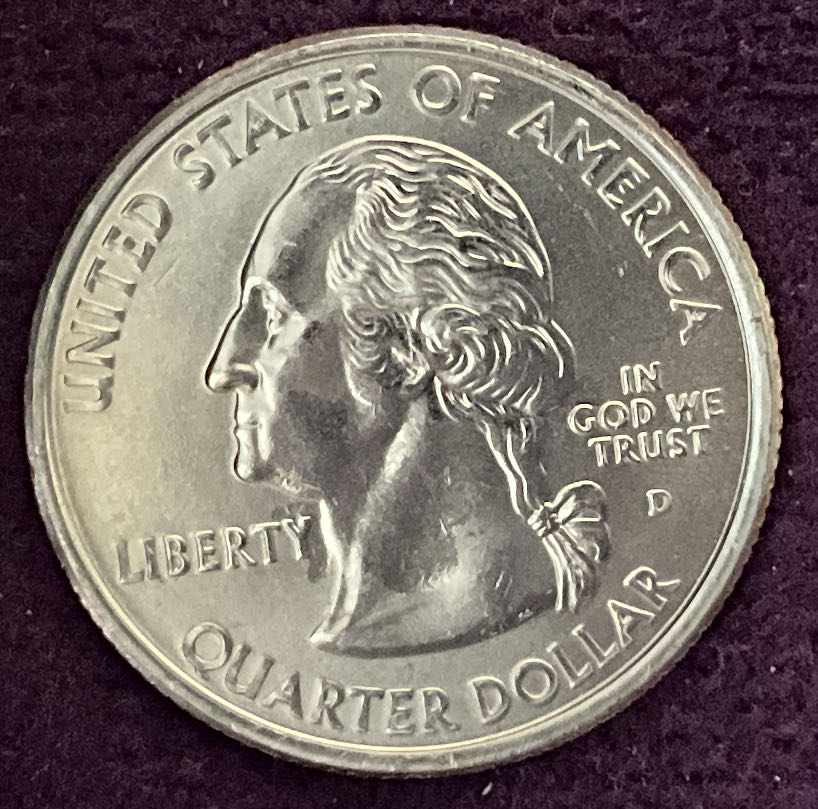 UNITED STATES OF AMERICA
IN
GOD WE
TRUST
D
LIBERTY
QUARTER DOLLAR